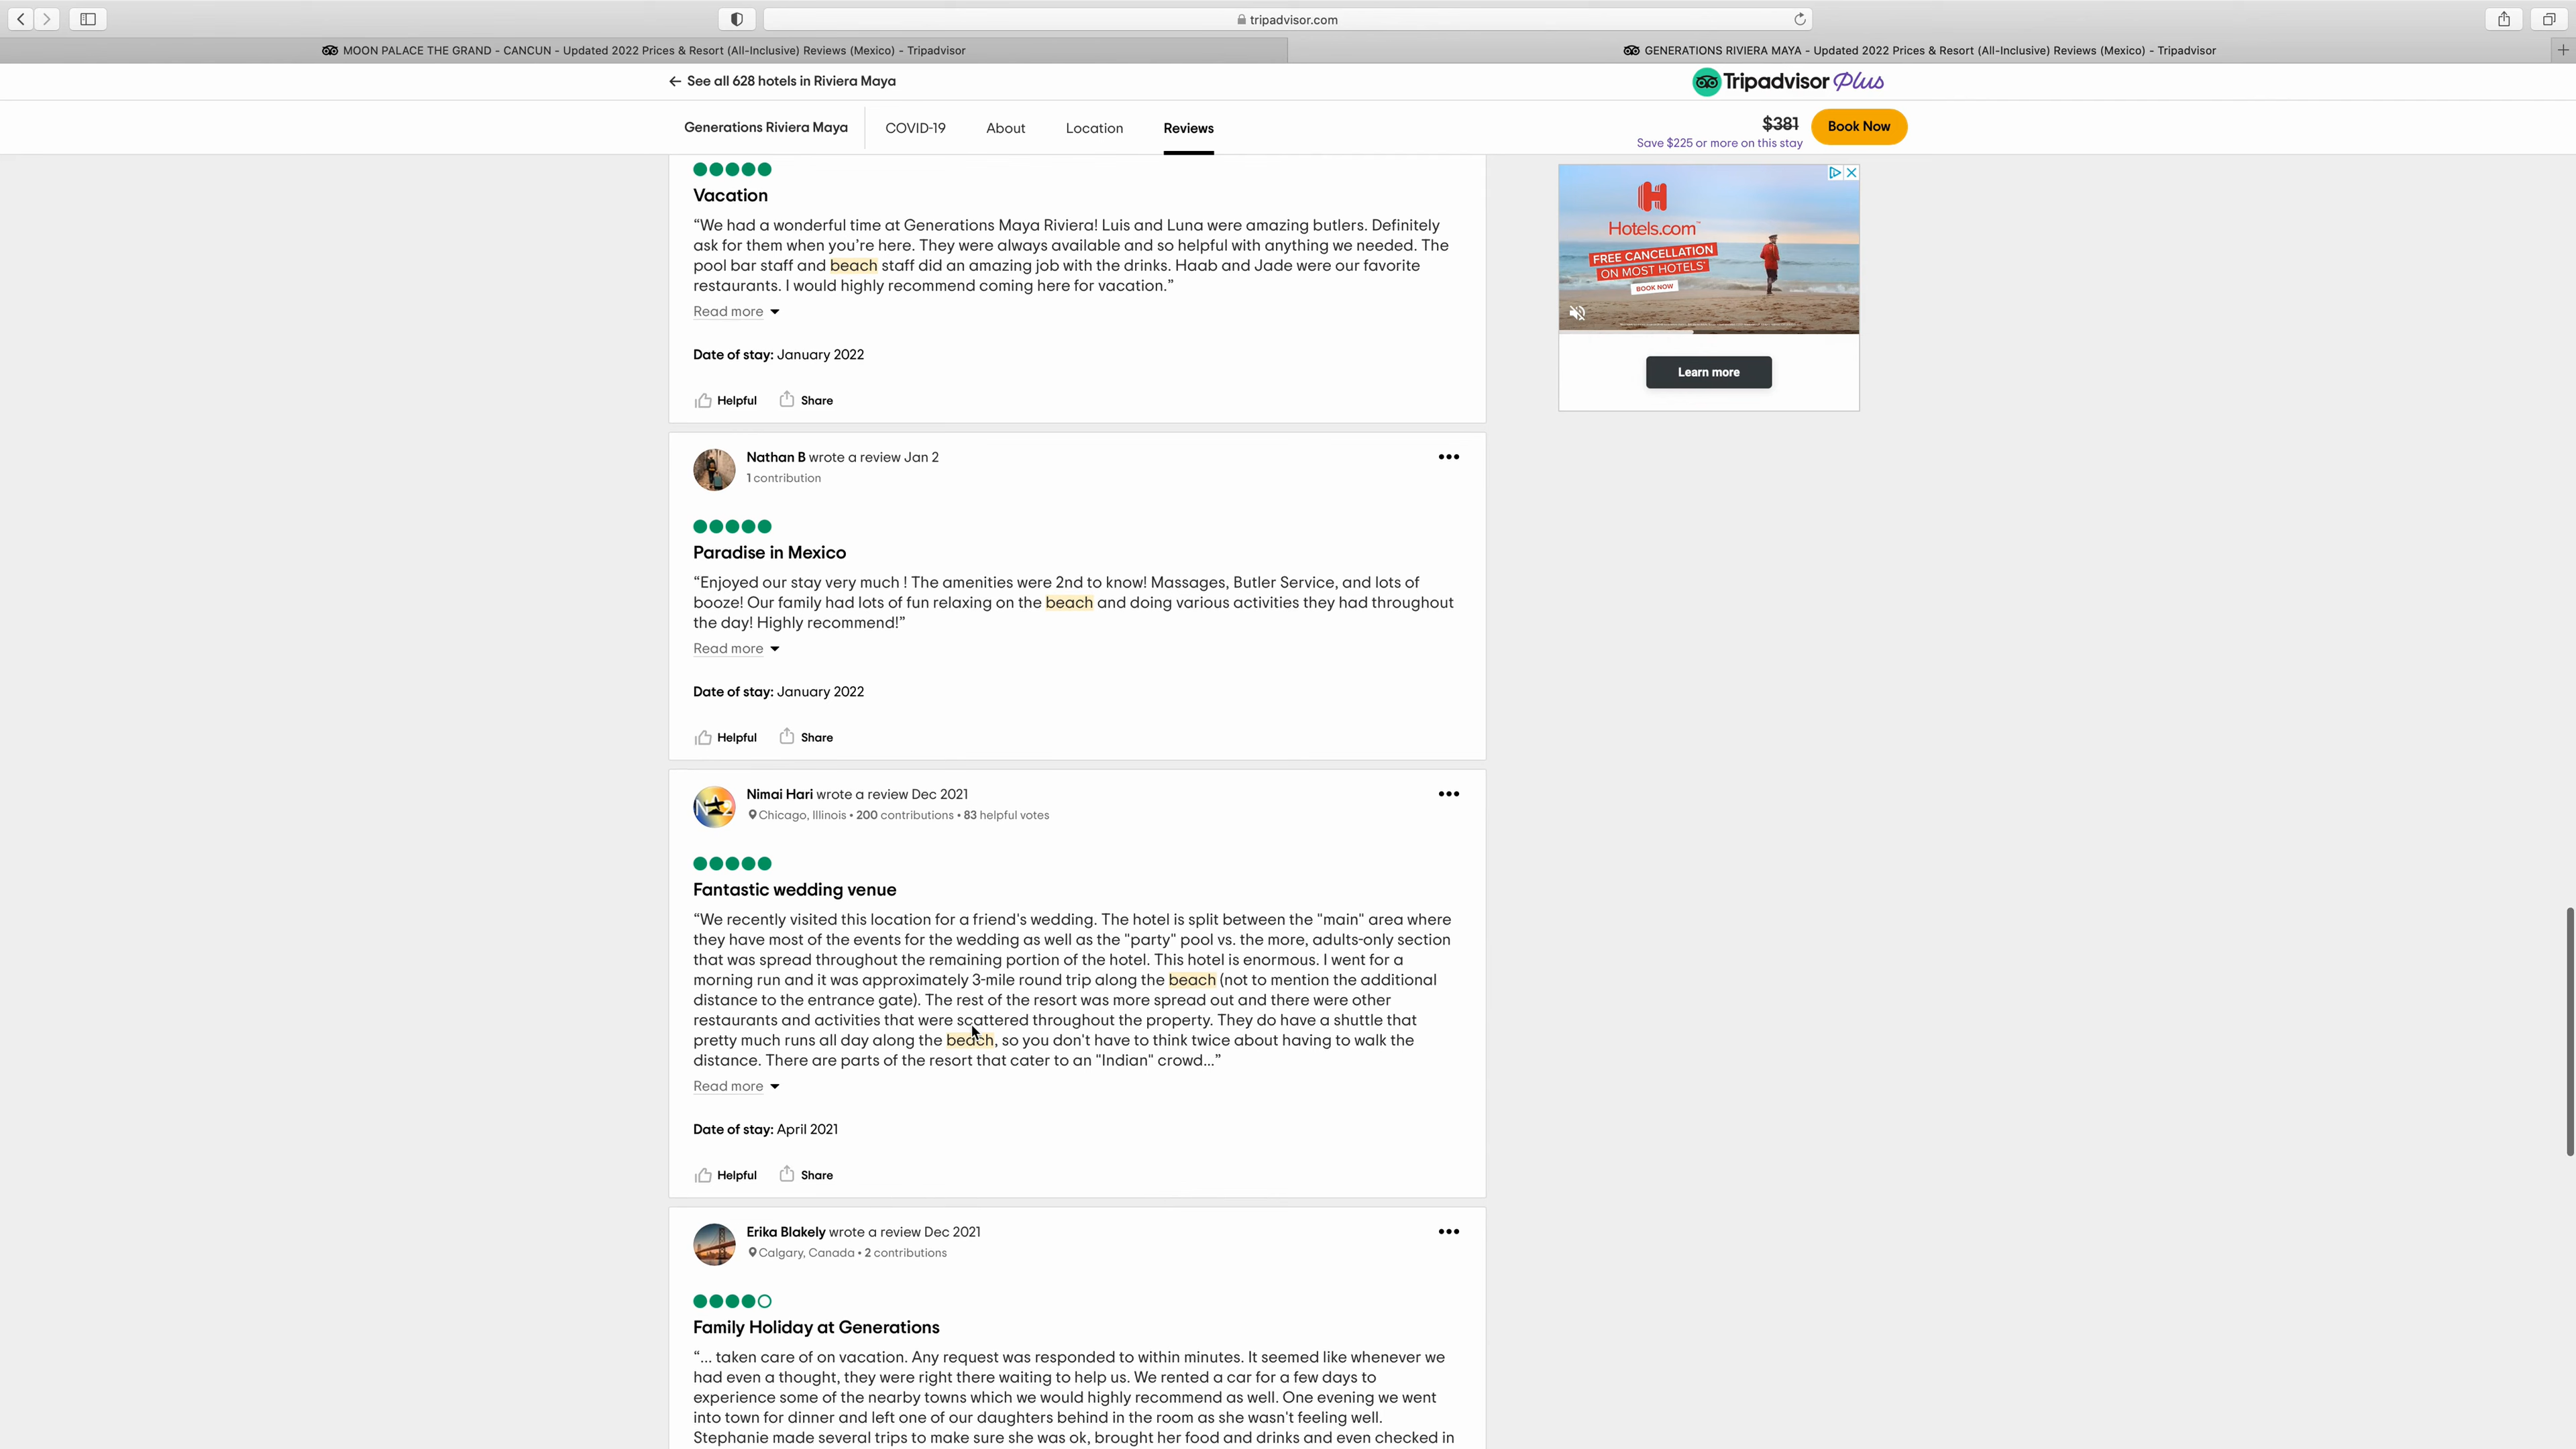 tripadvisor.com
MOON PALACE THE GRAND - CANCUN - Updated 2022 Prices & Resort (All-Inclusive) Reviews (Mexico) - Tripadvisor
GENERATIONS RIVIERA MAYA - Updated 2022 Prices & Resort (All-Inclusive) Reviews (Mexico) - Tripadvisor
See all 628 hotels in Riviera Maya
Tripadvisor Plus
Generations Riviera Maya
COVID-19
About
Location
Reviews
$381
Save $225 or more on this stay
Book Now
Vacation
“We had a wonderful time at Generations Maya Riviera! Luis and Luna were amazing butlers. Definitely
ask for them when you’re here. They were always available and so helpful with anything we needed. The
pool bar staff and beach staff did an amazing job with the drinks. Haab and Jade were our favorite
restaurants. I would highly recommend coming here for vacation.”
Read more
Date of stay: January 2022
Helpful
Share
H
Hotels.com™
FREE CANCELLATION
ON MOST HOTELS*
BOOK NOW
Learn more
Nathan B wrote a review Jan 2
1 contribution
Paradise in Mexico
“Enjoyed our stay very much ! The amenities were 2nd to know! Massages, Butler Service, and lots of
booze! Our family had lots of fun relaxing on the beach and doing various activities they had throughout
the day! Highly recommend!”
Read more
Date of stay: January 2022
Helpful
Share
Nimai Hari wrote a review Dec 2021
Chicago, Illinois • 200 contributions • 83 helpful votes
Fantastic wedding venue
“We recently visited this location for a friend's wedding. The hotel is split between the "main" area where
they have most of the events for the wedding as well as the "party" pool vs. the more, adults-only section
that was spread throughout the remaining portion of the hotel. This hotel is enormous. I went for a
morning run and it was approximately 3-mile round trip along the beach (not to mention the additional
distance to the entrance gate). The rest of the resort was more spread out and there were other
restaurants and activities that were scattered throughout the property. They do have a shuttle that
pretty much runs all day along the beach, so you don't have to think twice about having to walk the
distance. There are parts of the resort that cater to an "Indian" crowd...”
Read more
Date of stay: April 2021
Helpful
Share
Erika Blakely wrote a review Dec 2021
Calgary, Canada • 2 contributions
Family Holiday at Generations
“... taken care of on vacation. Any request was responded to within minutes. It seemed like whenever we
had even a thought, they were right there waiting to help us. We rented a car for a few days to
experience some of the nearby towns which we would highly recommend as well. One evening we went
into town for dinner and left one of our daughters behind in the room as she wasn't feeling well.
Stephanie made several trips to make sure she was ok, brought her food and drinks and even checked in